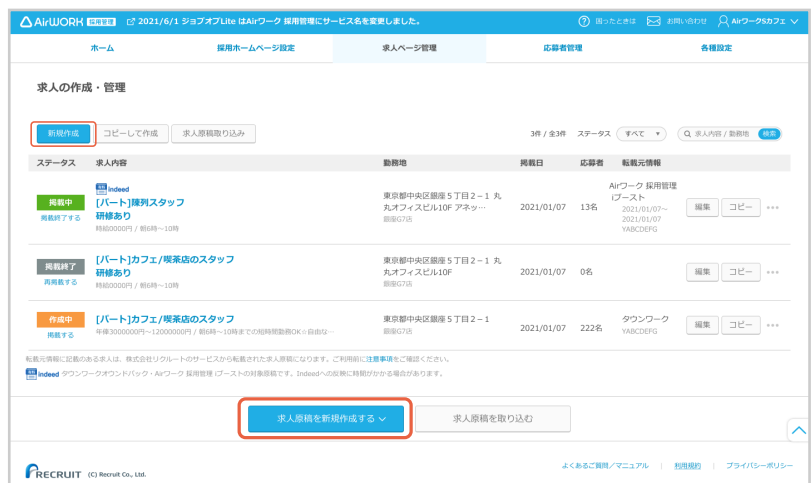 AirWORK 採用管理 2021/6/1 ジョブオプLite はAirワーク 採用管理にサービス名を変更しました。 困ったときは お問い合わせ AirワークSカフェ
ホーム 採用ホームページ設定 求人ページ管理 応募者管理 各種設定
求人の作成・管理
新規作成 コピーして作成 求人原稿取り込み 3件 / 全3件 ステータス すべて 求人内容 / 勤務地 検索
ステータス 求人内容 勤務地 掲載日 応募者 転載元情報
indeed
掲載中
掲載終了する
[パート]陳列スタッフ
研修あり
時給0000円 / 朝6時~10時
東京都中央区銀座5丁目2-1 丸
丸オフィスビル10F アネッ…
銀座G7店
2021/01/07 13名
Airワーク 採用管理
iブースト
2021/01/07~
2021/01/07
YABCDEFG
編集 コピー
掲載終了
再掲載する
[パート]カフェ/喫茶店のスタッフ
研修あり
時給0000円 / 朝6時~10時
東京都中央区銀座5丁目2-1 丸
丸オフィスビル10F
銀座G7店
2021/01/07 0名 編集 コピー
作成中
掲載する
[パート]カフェ/喫茶店のスタッフ
年俸3000000円~12000000円 / 朝6時~10時までの短時間勤務OK☆自由な…
東京都中央区銀座5丁目2-1
銀座G7店
2021/01/07 222名
タウンワーク
YABCDEFG
編集 コピー
転載元情報に記載のある求人は、株式会社リクルートのサービスから転載された求人原稿になります。ご利用前に注意事項をご確認ください。
indeed タウンワークオウンドパック・Airワーク 採用管理 iブーストの対象原稿です。Indeedへの反映に時間がかかる場合があります。
求人原稿を新規作成する 求人原稿を取り込む
RECRUIT (C) Recruit Co., Ltd. よくあるご質問/マニュアル | 利用規約 | プライバシーポリシー